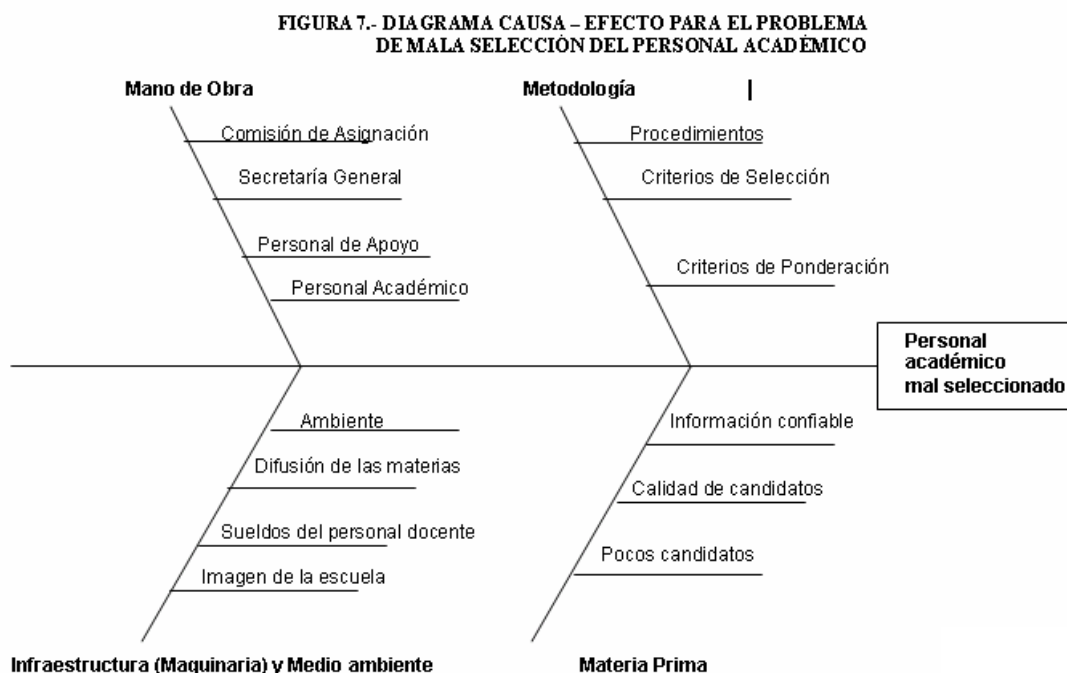 FIGURA 7.- DIAGRAMA CAUSA – EFECTO PARA EL PROBLEMA
DE MALA SELECCIÓN DEL PERSONAL ACADÉMICO
Mano de Obra
Comisión de Asignación
Secretaría General
Personal de Apoyo
Personal Académico
Metodología
Procedimientos
Criterios de Selección
Criterios de Ponderación
Personal
académico
mal seleccionado
Ambiente
Difusión de las materias
Sueldos del personal docente
Imagen de la escuela
Infraestructura (Maquinaria) y Medio ambiente
Información confiable
Calidad de candidatos
Pocos candidatos
Materia Prima